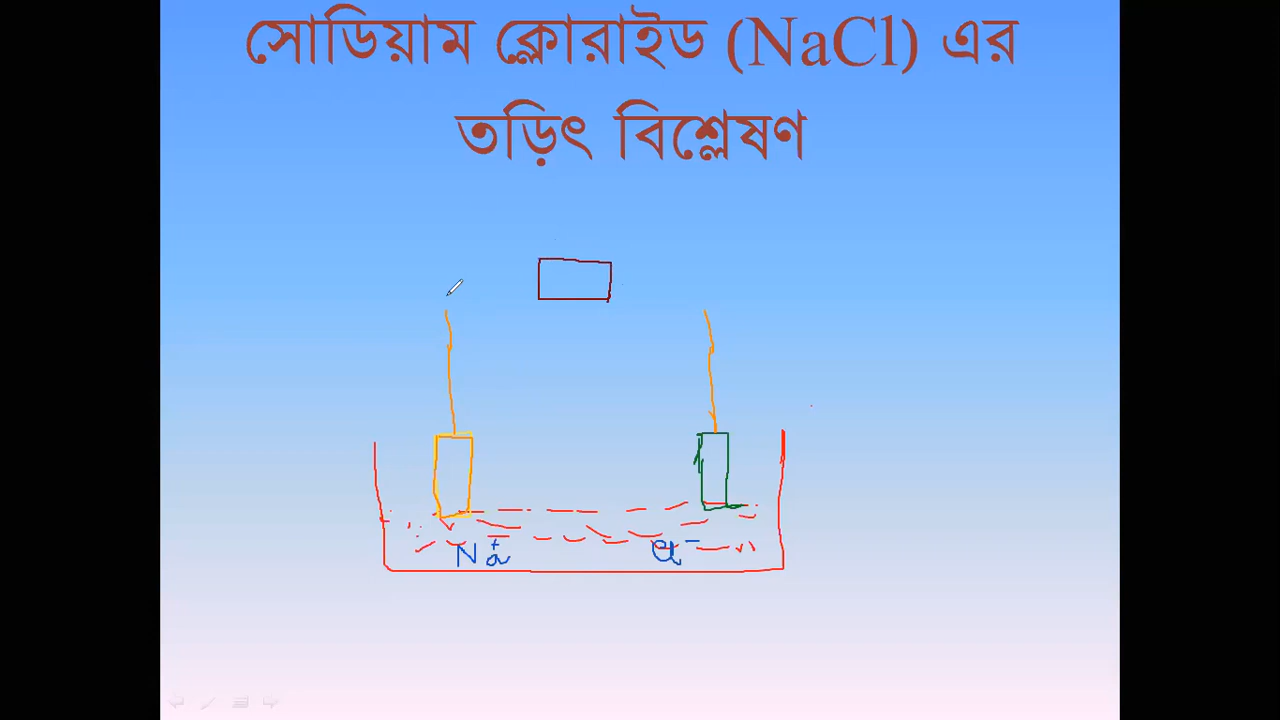 সোডিয়াম ক্লোরাইড (NaCl) এর
তড়িৎ বিশ্লেষণ
Na⁺ Cl⁻